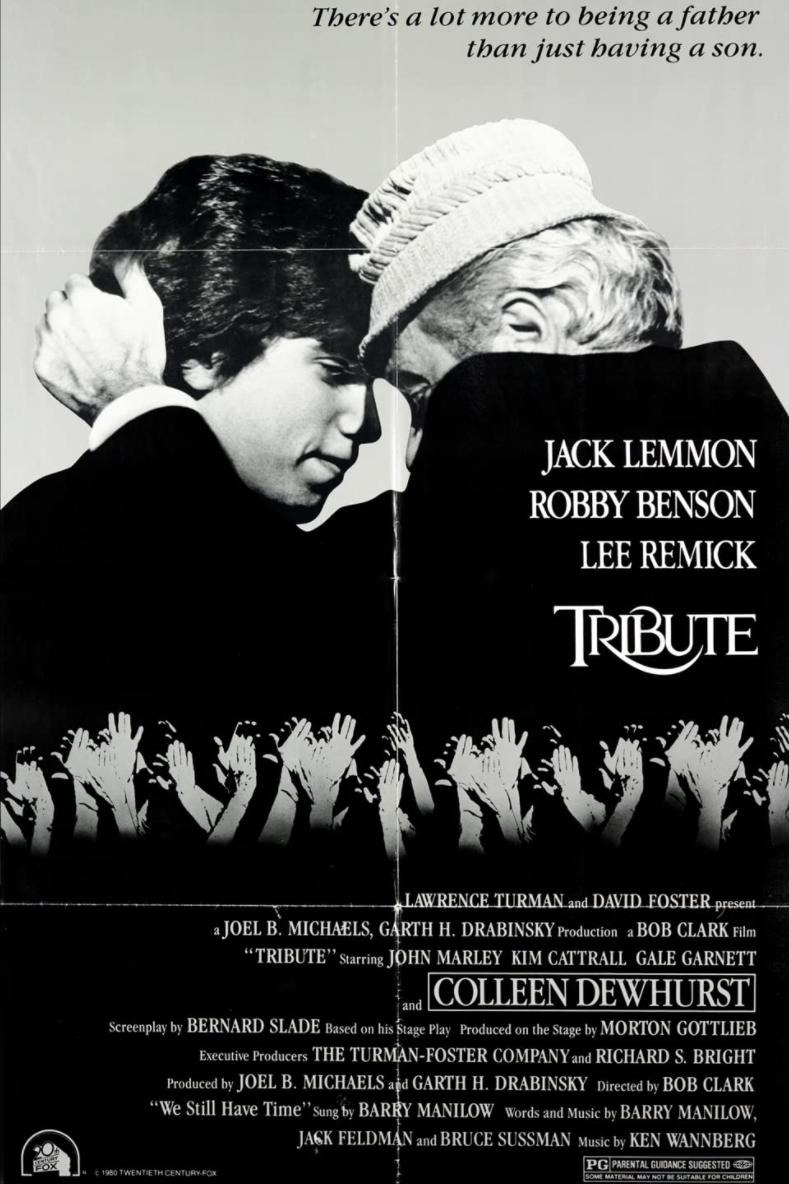 There's a lot more to being a father
than just having a son.
JACK LEMMON
ROBBY BENSON
LEE REMICK
TRIBUTE
LAWRENCE TURMAN and DAVID FOSTER present
a JOEL B. MICHAELS, GARTH H. DRABINSKY Production a BOB CLARK Film
“TRIBUTE” Starring JOHN MARLEY KIM CATTRALL GALE GARNETT
and COLLEEN DEWHURST
Screenplay by BERNARD SLADE Based on his Stage Play Produced on the Stage by MORTON GOTTLIEB
Executive Producers THE TURMAN-FOSTER COMPANY and RICHARD S. BRIGHT
Produced by JOEL B. MICHAELS and GARTH H. DRABINSKY Directed by BOB CLARK
“We Still Have Time” Sung by BARRY MANILOW Words and Music by BARRY MANILOW,
JACK FELDMAN and BRUCE SUSSMAN Music by KEN WANNBERG
20th
CENTURY
FOX
© 1980 TWENTIETH CENTURY-FOX
PG PARENTAL GUIDANCE SUGGESTED
SOME MATERIAL MAY NOT BE SUITABLE FOR CHILDREN